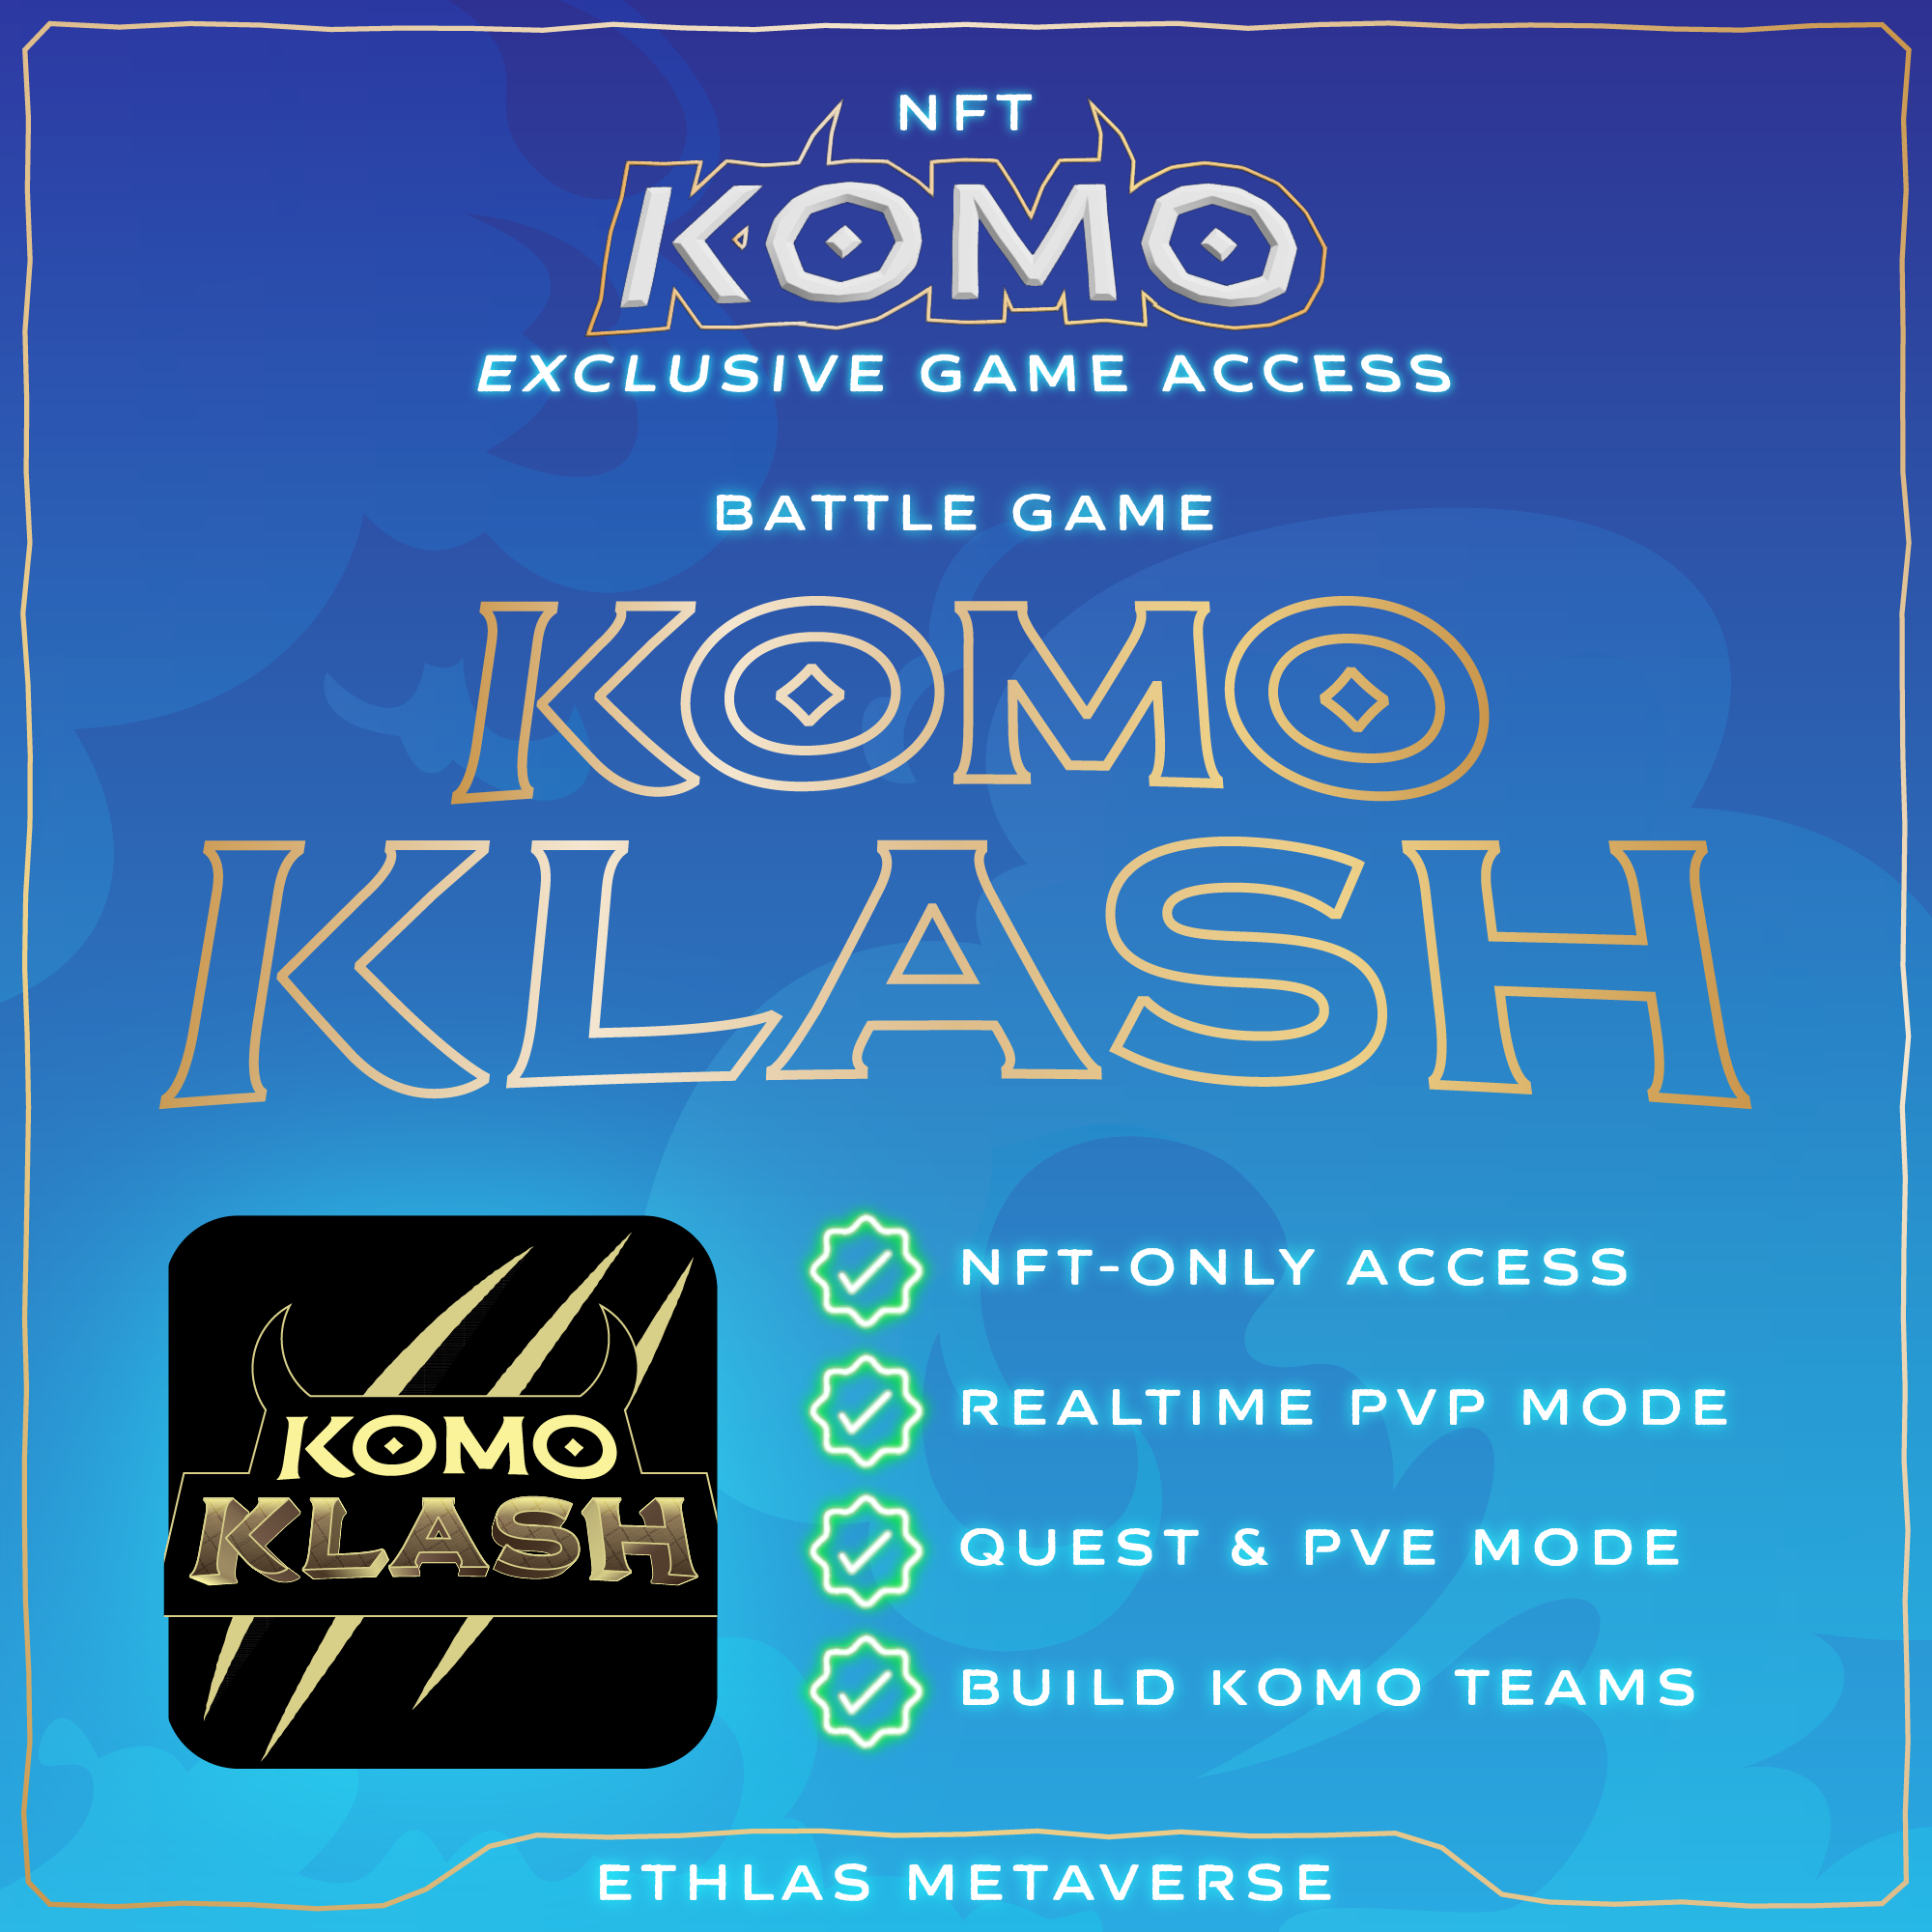 NFT
KOMO
EXCLUSIVE GAME ACCESS
BATTLE GAME
KOMO
KLASH
KOMO
KLASH
NFT-ONLY ACCESS
REALTIME PVP MODE
QUEST & PVE MODE
BUILD KOMO TEAMS
ETHLAS METAVERSE